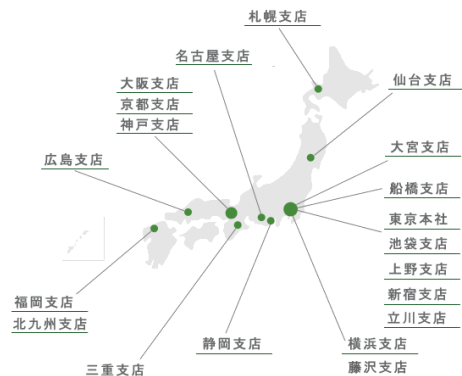 札幌支店
名古屋支店
仙台支店
大阪支店
京都支店
神戸支店
大宮支店
広島支店
船橋支店
東京本社
池袋支店
上野支店
新宿支店
立川支店
福岡支店
北九州支店
静岡支店
横浜支店
藤沢支店
三重支店